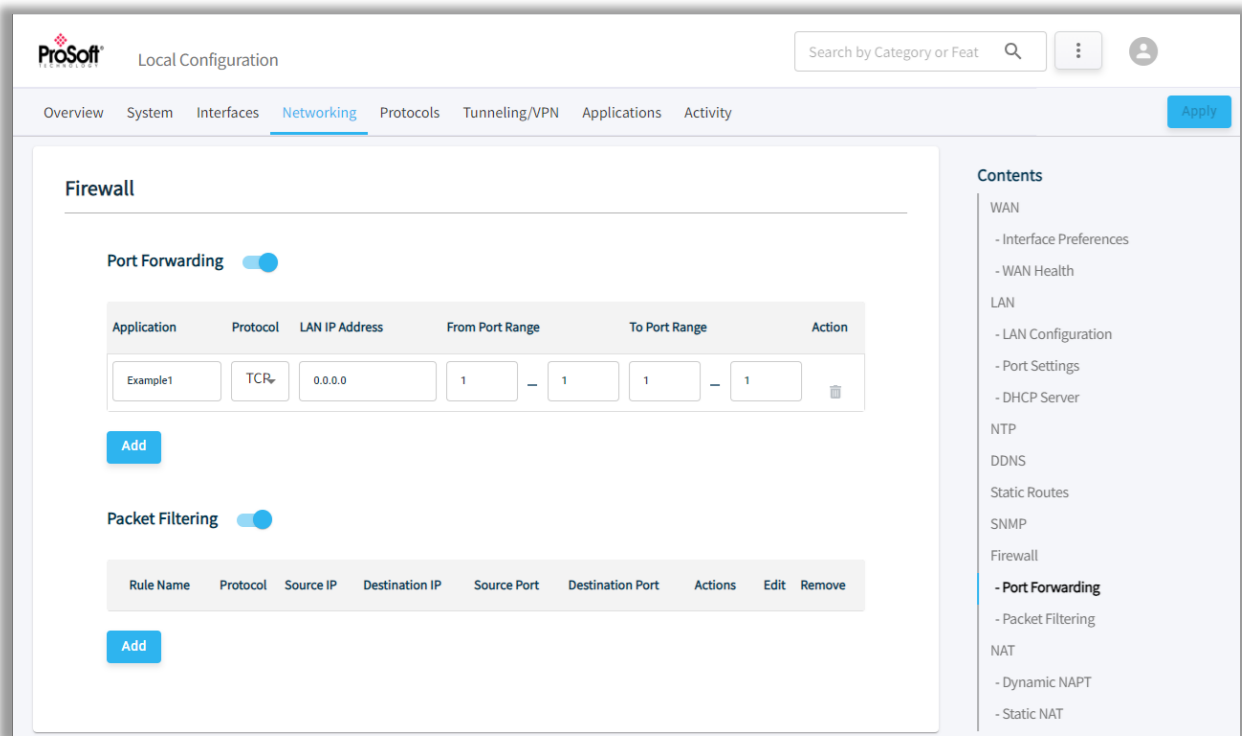 ProSoft
TECHNOLOGY
Local Configuration
Search by Category or Feat
Overview System Interfaces Networking Protocols Tunneling/VPN Applications Activity
Apply
Firewall
Port Forwarding
Application Protocol LAN IP Address From Port Range To Port Range Action
Example1 TCP 0.0.0.0 1 – 1 1 – 1
Add
Packet Filtering
Rule Name Protocol Source IP Destination IP Source Port Destination Port Actions Edit Remove
Add
Contents
WAN
- Interface Preferences
- WAN Health
LAN
- LAN Configuration
- Port Settings
- DHCP Server
NTP
DDNS
Static Routes
SNMP
Firewall
- Port Forwarding
- Packet Filtering
NAT
- Dynamic NAPT
- Static NAT